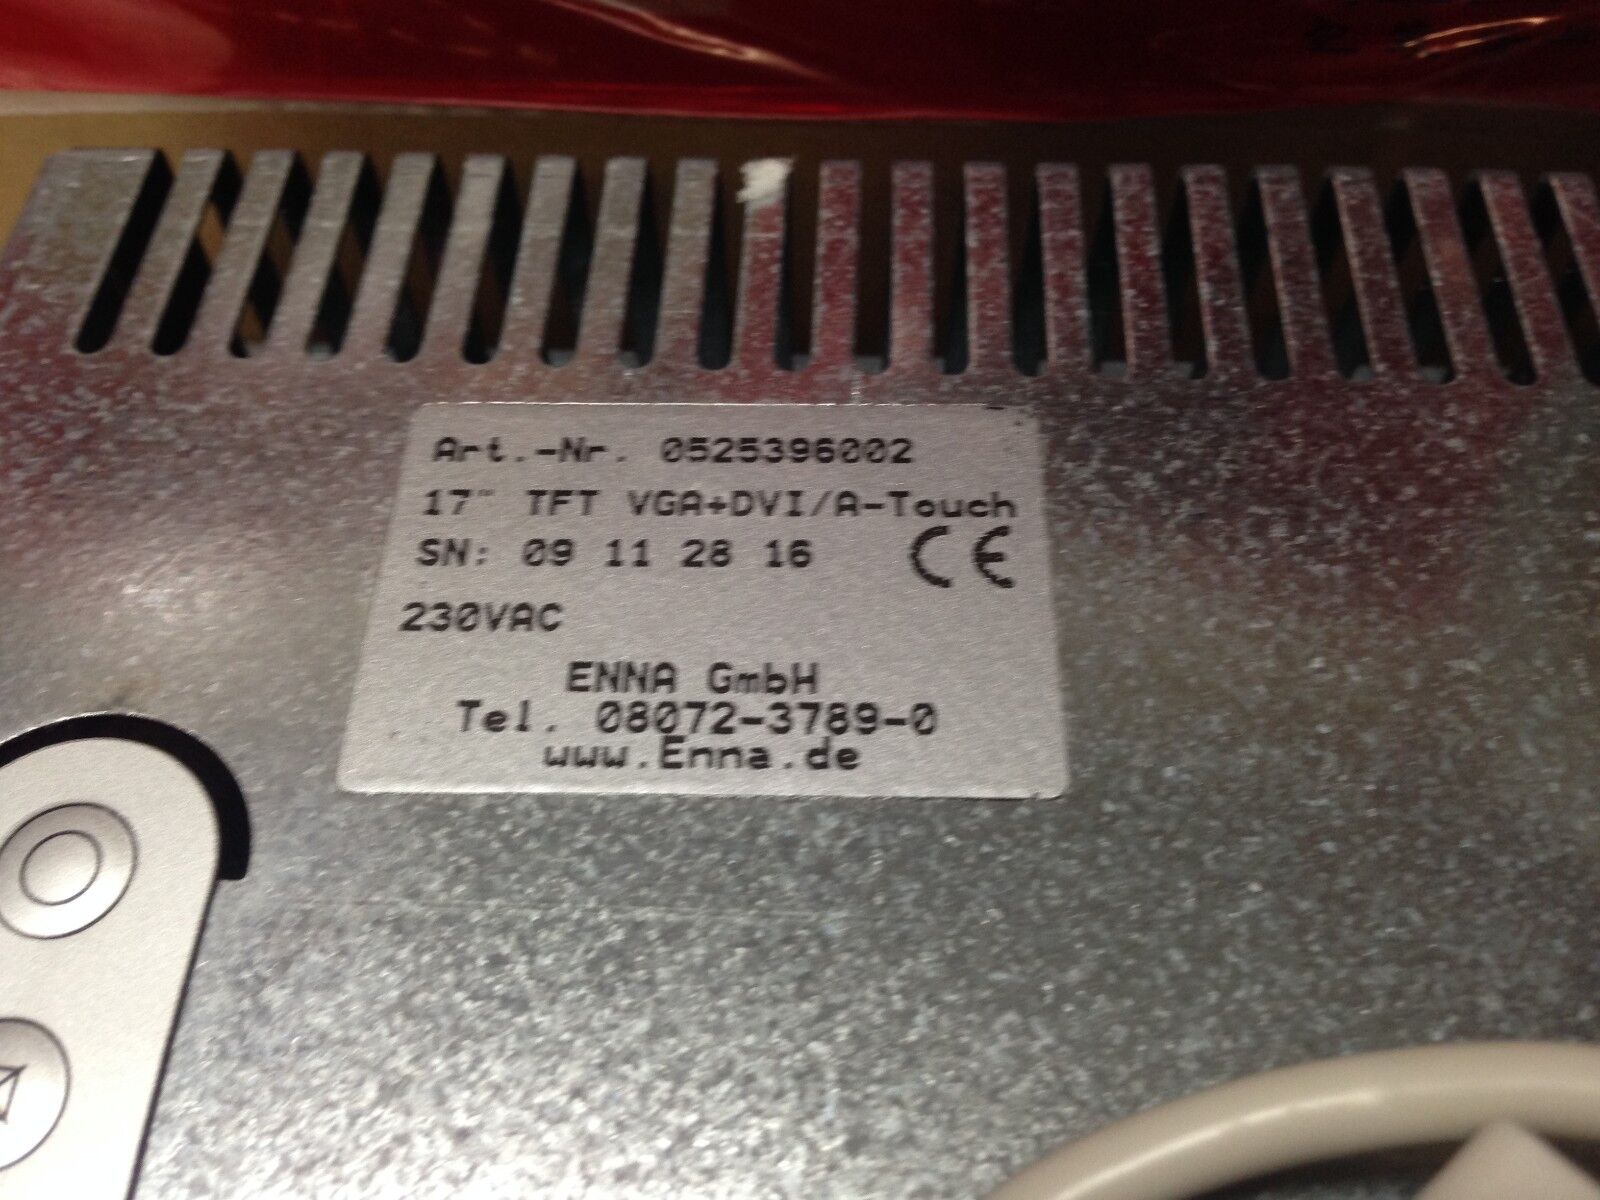 Art.-Nr. 0525396002
17" TFT VGA+DVI/A-Touch
SN: 09 11 28 16 CE
230VAC
ENNA GmbH
Tel. 08072-3789-0
www.Enna.de